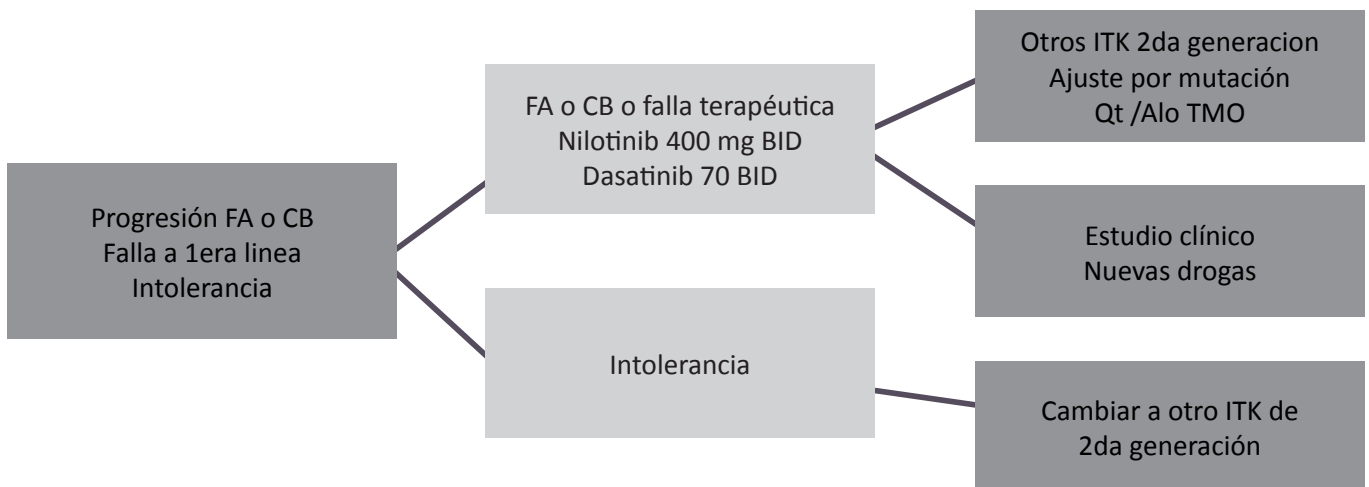 Progresión FA o CB
Falla a 1era linea
Intolerancia
FA o CB o falla terapéutica
Nilotinib 400 mg BID
Dasatinib 70 BID
Intolerancia
Otros ITK 2da generacion
Ajuste por mutación
Qt /Alo TMO
Estudio clínico
Nuevas drogas
Cambiar a otro ITK de
2da generación